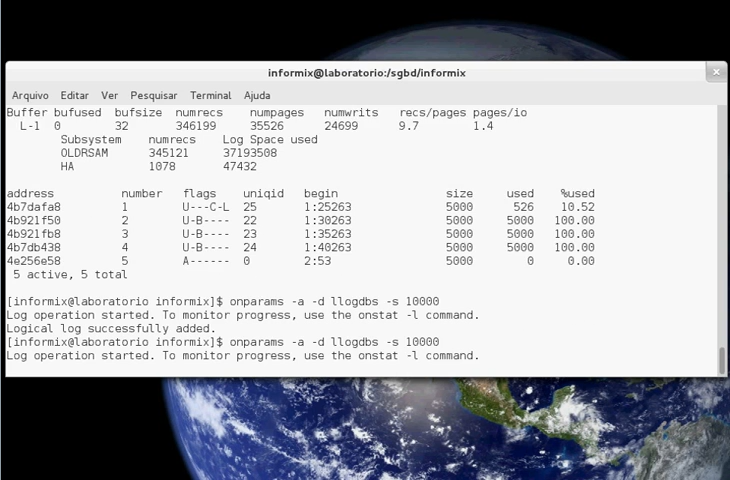 informix@laboratorio:/sgbd/informix
Arquivo Editar Ver Pesquisar Terminal Ajuda
Buffer bufused bufsize numrecs numpages numwrits recs/pages pages/io
L-1 0 32 346199 35526 24699 9.7 1.4
Subsystem numrecs Log Space used
OLDRSAM 345121 37193508
HA 1078 47432
address number flags uniqid begin size used %used
4b7dafa8 1 U---C-L 25 1:25263 5000 526 10.52
4b921f50 2 U-B---- 22 1:30263 5000 5000 100.00
4b921fb8 3 U-B---- 23 1:35263 5000 5000 100.00
4b7db438 4 U-B---- 24 1:40263 5000 5000 100.00
4e256e58 5 A------ 0 2:53 5000 0 0.00
5 active, 5 total
[informix@laboratorio informix]$ onparams -a -d llogdbs -s 10000
Log operation started. To monitor progress, use the onstat -l command.
Logical log successfully added.
[informix@laboratorio informix]$ onparams -a -d llogdbs -s 10000
Log operation started. To monitor progress, use the onstat -l command.